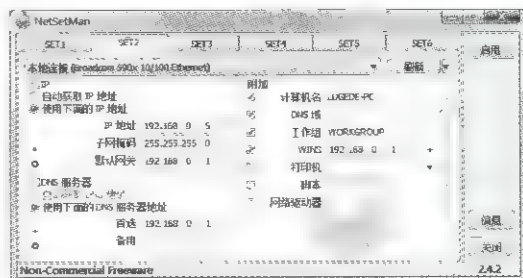 NetSetMan
SET1 SET2 SET3 SET4 SET5 SET6
本地连接 (Broadcom 590x 10/100 Ethernet)
刷新
启用
IP
自动获取 IP 地址
使用下面的 IP 地址
IP 地址 192.168 0 5
子网掩码 255.255.255 0
默认网关 192 168 0 1
DNS 服务器
使用下面的 DNS 服务器地址
首选 192 168 0 1
备用
附加
计算机名 JUGEDE-PC
DNS 域
工作组 WORKGROUP
WINS 192 168 0 1
打印机
脚本
网络驱动器
信息
关闭
Non-Commercial Freeware
2.4.2